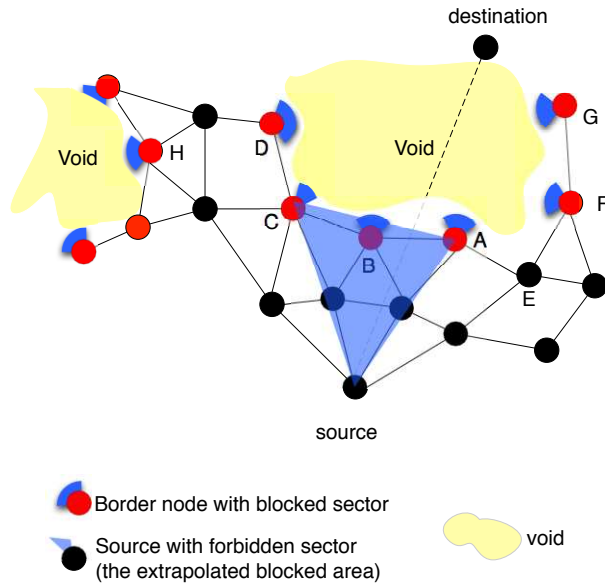 destination
G
Void
H
D
Void
F
C
A
B
E
source
Border node with blocked sector
Source with forbidden sector
(the extrapolated blocked area)
void